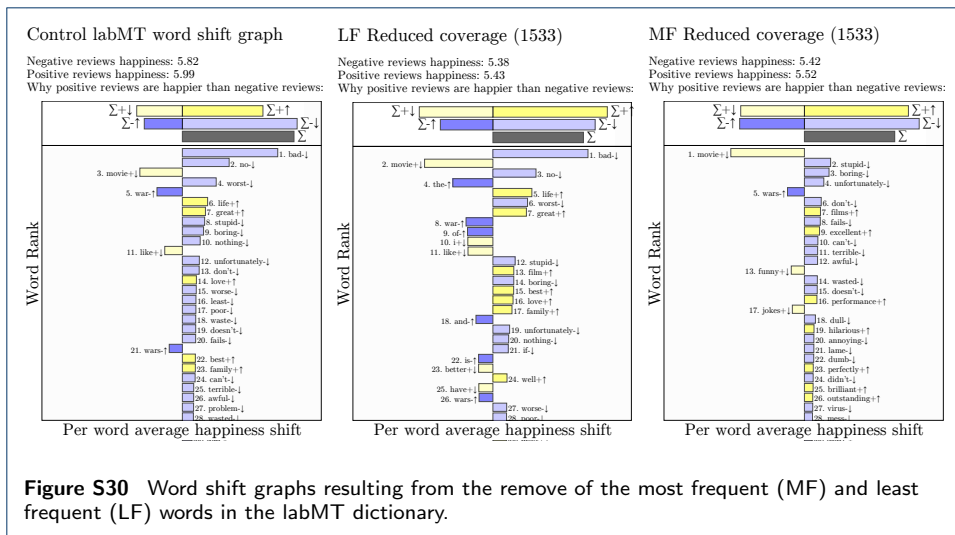 Control labMT word shift graph
Negative reviews happiness: 5.82
Positive reviews happiness: 5.99
Why positive reviews are happier than negative reviews:
Σ+↓
Σ+↑
Σ-↑
Σ-↓
Σ
1. bad-↓
2. no-↓
3. movie+↓
4. worst-↓
5. war-↑
6. life+↑
7. great+↑
8. stupid-↓
9. boring-↓
10. nothing-↓
11. like+↓
12. unfortunately-↓
13. don't-↓
14. love+↑
15. worse-↓
16. least-↓
17. poor-↓
18. waste-↓
19. doesn't-↓
20. fails-↓
21. wars-↑
22. best+↑
23. family+↑
24. can't-↓
25. terrible-↓
26. awful-↓
27. problem-↓
28. wasted-↓
Word Rank
Per word average happiness shift
LF Reduced coverage (1533)
Negative reviews happiness: 5.38
Positive reviews happiness: 5.43
Why positive reviews are happier than negative reviews:
Σ+↓
Σ+↑
Σ-↑
Σ-↓
Σ
1. bad-↓
2. movie+↓
3. no-↓
4. the-↑
5. life+↑
6. worst-↓
7. great+↑
8. war-↑
9. of-↑
10. i+↓
11. like+↓
12. stupid-↓
13. film+↑
14. boring-↓
15. best+↑
16. love+↑
17. family+↑
18. and-↑
19. unfortunately-↓
20. nothing-↓
21. if-↓
22. is-↑
23. better+↓
24. well+↑
25. have+↓
26. wars-↑
27. worse-↓
28. poor-↓
Word Rank
Per word average happiness shift
MF Reduced coverage (1533)
Negative reviews happiness: 5.42
Positive reviews happiness: 5.52
Why positive reviews are happier than negative reviews:
Σ+↓
Σ+↑
Σ-↑
Σ-↓
Σ
1. movie+↓
2. stupid-↓
3. boring-↓
4. unfortunately-↓
5. wars-↑
6. don't-↓
7. films+↑
8. fails-↓
9. excellent+↑
10. can't-↓
11. terrible-↓
12. awful-↓
13. funny+↓
14. wasted-↓
15. doesn't-↓
16. performance+↑
17. jokes+↓
18. dull-↓
19. hilarious+↑
20. annoying-↓
21. lame-↓
22. dumb-↓
23. perfectly+↑
24. didn't-↓
25. brilliant+↑
26. outstanding+↑
27. virus-↓
28. mess-↓
Word Rank
Per word average happiness shift
Figure S30 Word shift graphs resulting from the remove of the most frequent (MF) and least
frequent (LF) words in the labMT dictionary.